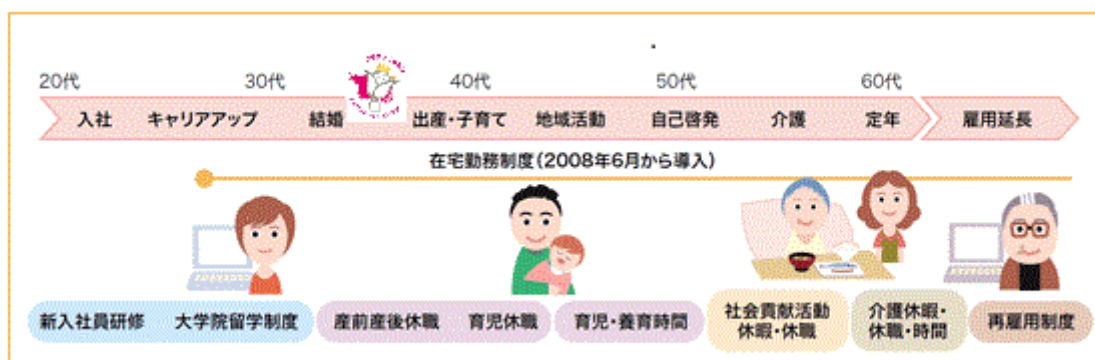 20代 30代 40代 50代 60代
入社 キャリアアップ 結婚 出産・子育て 地域活動 自己啓発 介護 定年 雇用延長
在宅勤務制度(2008年6月から導入)
新入社員研修 大学院留学制度 産前産後休職 育児休職 育児・養育時間
社会貢献活動
休暇・休職
介護休暇・
休職・時間
再雇用制度